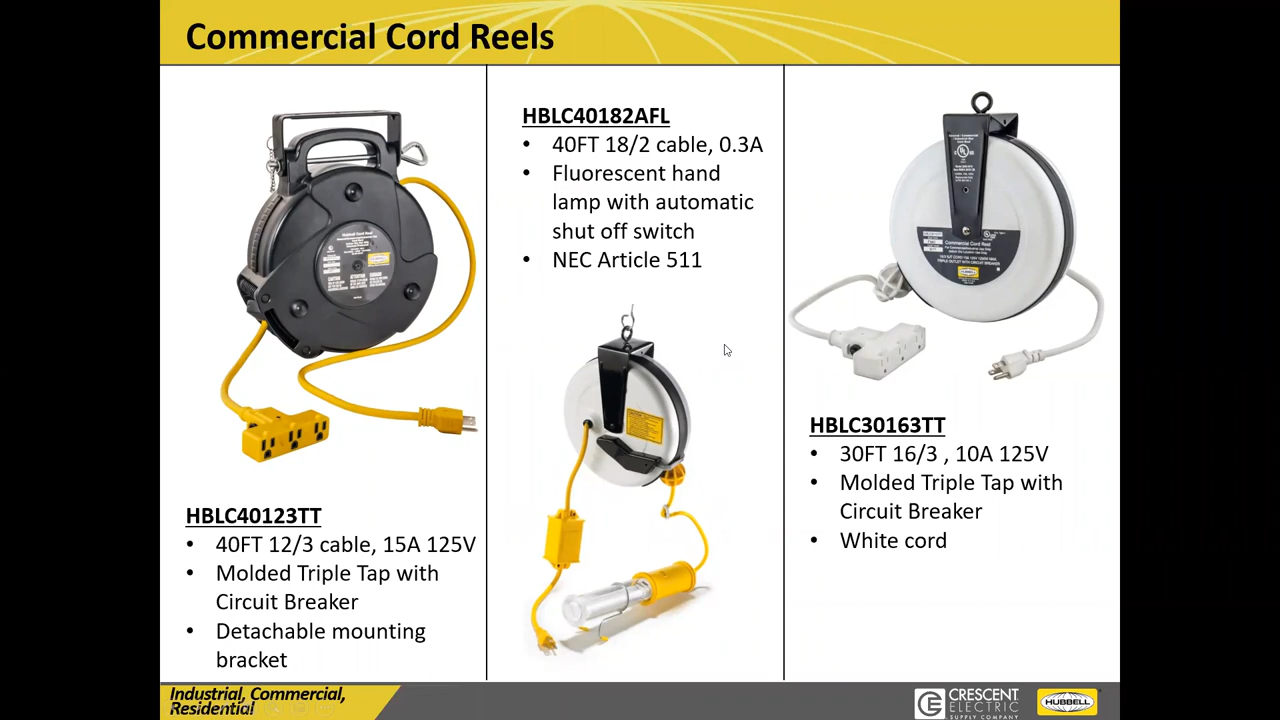 Commercial Cord Reels
HBLC40123TT
• 40FT 12/3 cable, 15A 125V
• Molded Triple Tap with
Circuit Breaker
• Detachable mounting
bracket
HBLC40182AFL
• 40FT 18/2 cable, 0.3A
• Fluorescent hand
lamp with automatic
shut off switch
• NEC Article 511
Commercial Cord Reel
HUBBELL
HBLC30163TT
• 30FT 16/3 , 10A 125V
• Molded Triple Tap with
Circuit Breaker
• White cord
Industrial, Commercial,
Residential
CRESCENT
ELECTRIC
SUPPLY COMPANY
HUBBELL